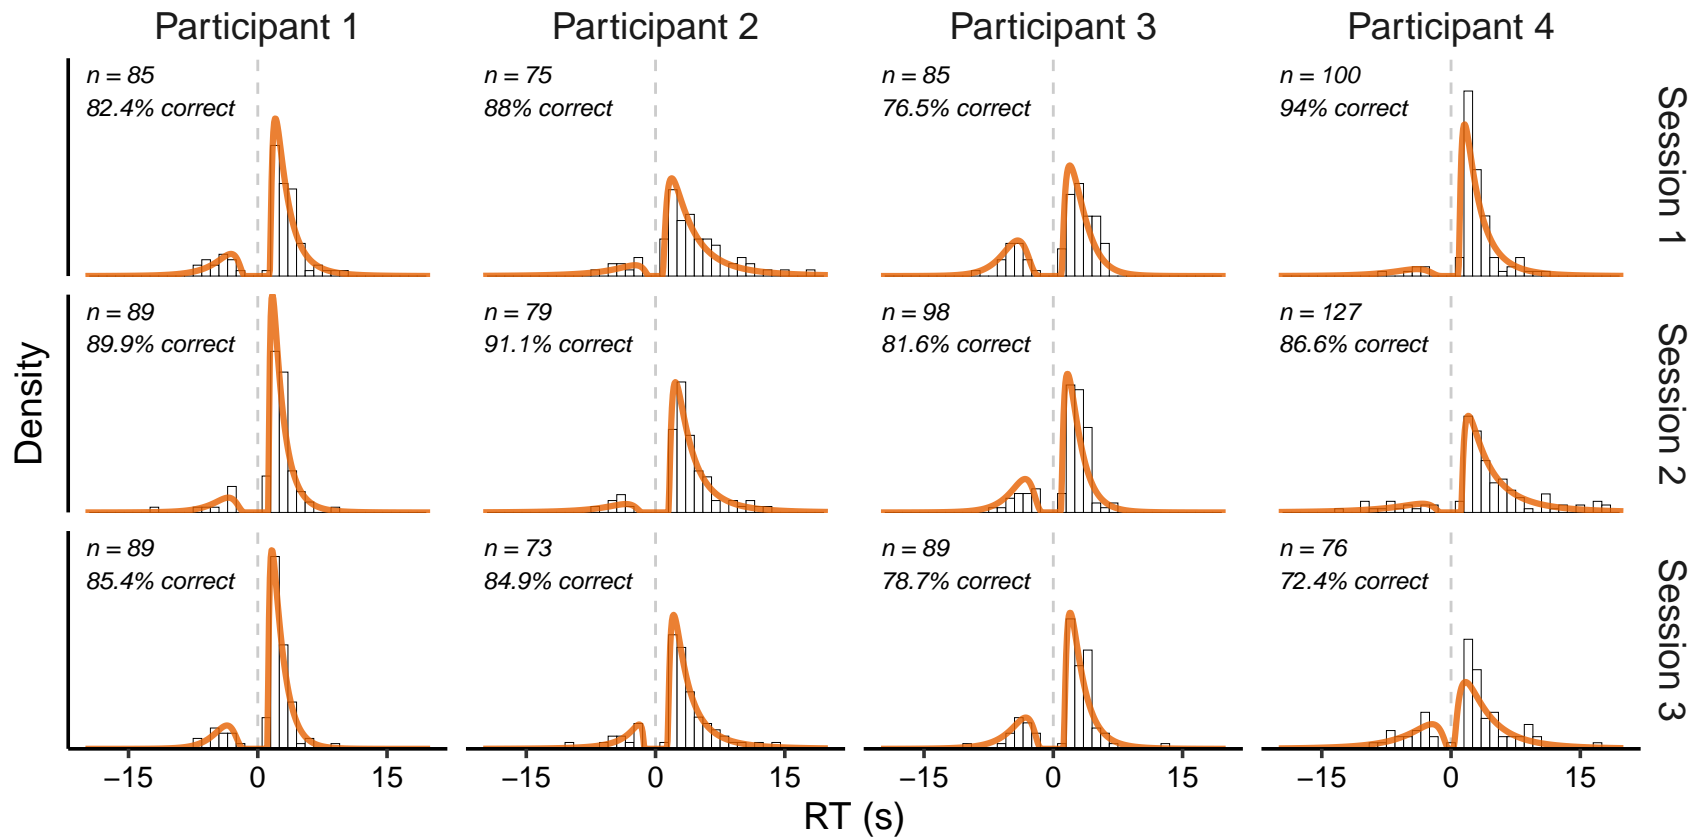 Participant 1
Participant 2
Participant 3
Participant 4
n = 85
82.4% correct
n = 75
88% correct
n = 85
76.5% correct
n = 100
94% correct
Session 1
n = 89
89.9% correct
n = 79
91.1% correct
n = 98
81.6% correct
n = 127
86.6% correct
Session 2
Density
n = 89
85.4% correct
n = 73
84.9% correct
n = 89
78.7% correct
n = 76
72.4% correct
Session 3
−15 0 15
−15 0 15
−15 0 15
−15 0 15
RT (s)